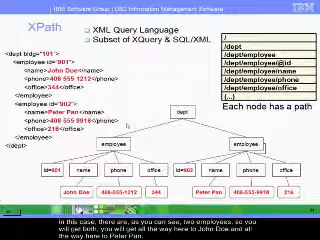 IBM Software Group | DB2 Information Management Software
IBM
XPath
XML Query Language
Subset of XQuery & SQL/XML
<dept bldg="101">
<employee id="901">
<name>John Doe</name>
<phone>408 555 1212</phone>
<office>344</office>
</employee>
<employee id="902">
<name>Peter Pan</name>
<phone>408 555 9918</phone>
<office>216</office>
</employee>
</dept>
/
/dept
/dept/employee
/dept/employee/@id
/dept/employee/name
/dept/employee/phone
/dept/employee/office
(...)
Each node has a path
dept
employee
employee
id=901
name
phone
office
id=902
name
phone
office
John Doe
408-555-1212
344
Peter Pan
408-555-9918
216
in this case, there are, as you can see, two employees, so you
will get both, you will get all the way here to John Doe and all
the way here to Peter Pan.